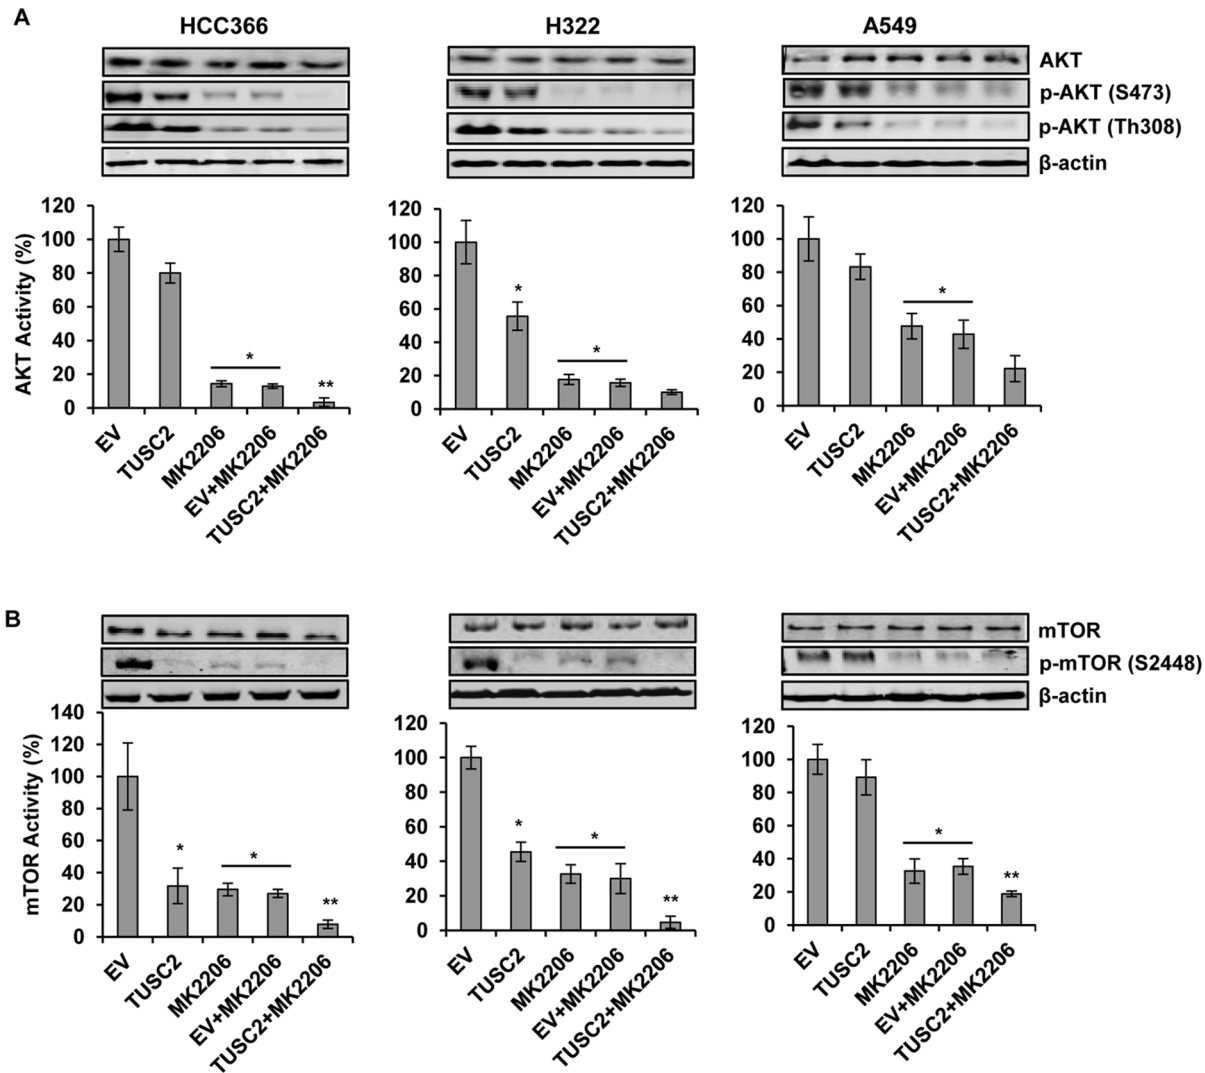 A
HCC366 H322 A549
AKT
p-AKT (S473)
p-AKT (Th308)
β-actin
AKT Activity (%)
120
100
80
60
40
20
0
*
**
EV
TUSC2
MK2206
EV+MK2206
TUSC2+MK2206
120
100
80
60
40
20
0
*
*
EV
TUSC2
MK2206
EV+MK2206
TUSC2+MK2206
120
100
80
60
40
20
0
*
EV
TUSC2
MK2206
EV+MK2206
TUSC2+MK2206
B
mTOR
p-mTOR (S2448)
β-actin
mTOR Activity (%)
140
120
100
80
60
40
20
0
*
*
**
EV
TUSC2
MK2206
EV+MK2206
TUSC2+MK2206
120
100
80
60
40
20
0
*
*
**
EV
TUSC2
MK2206
EV+MK2206
TUSC2+MK2206
120
100
80
60
40
20
0
*
**
EV
TUSC2
MK2206
EV+MK2206
TUSC2+MK2206